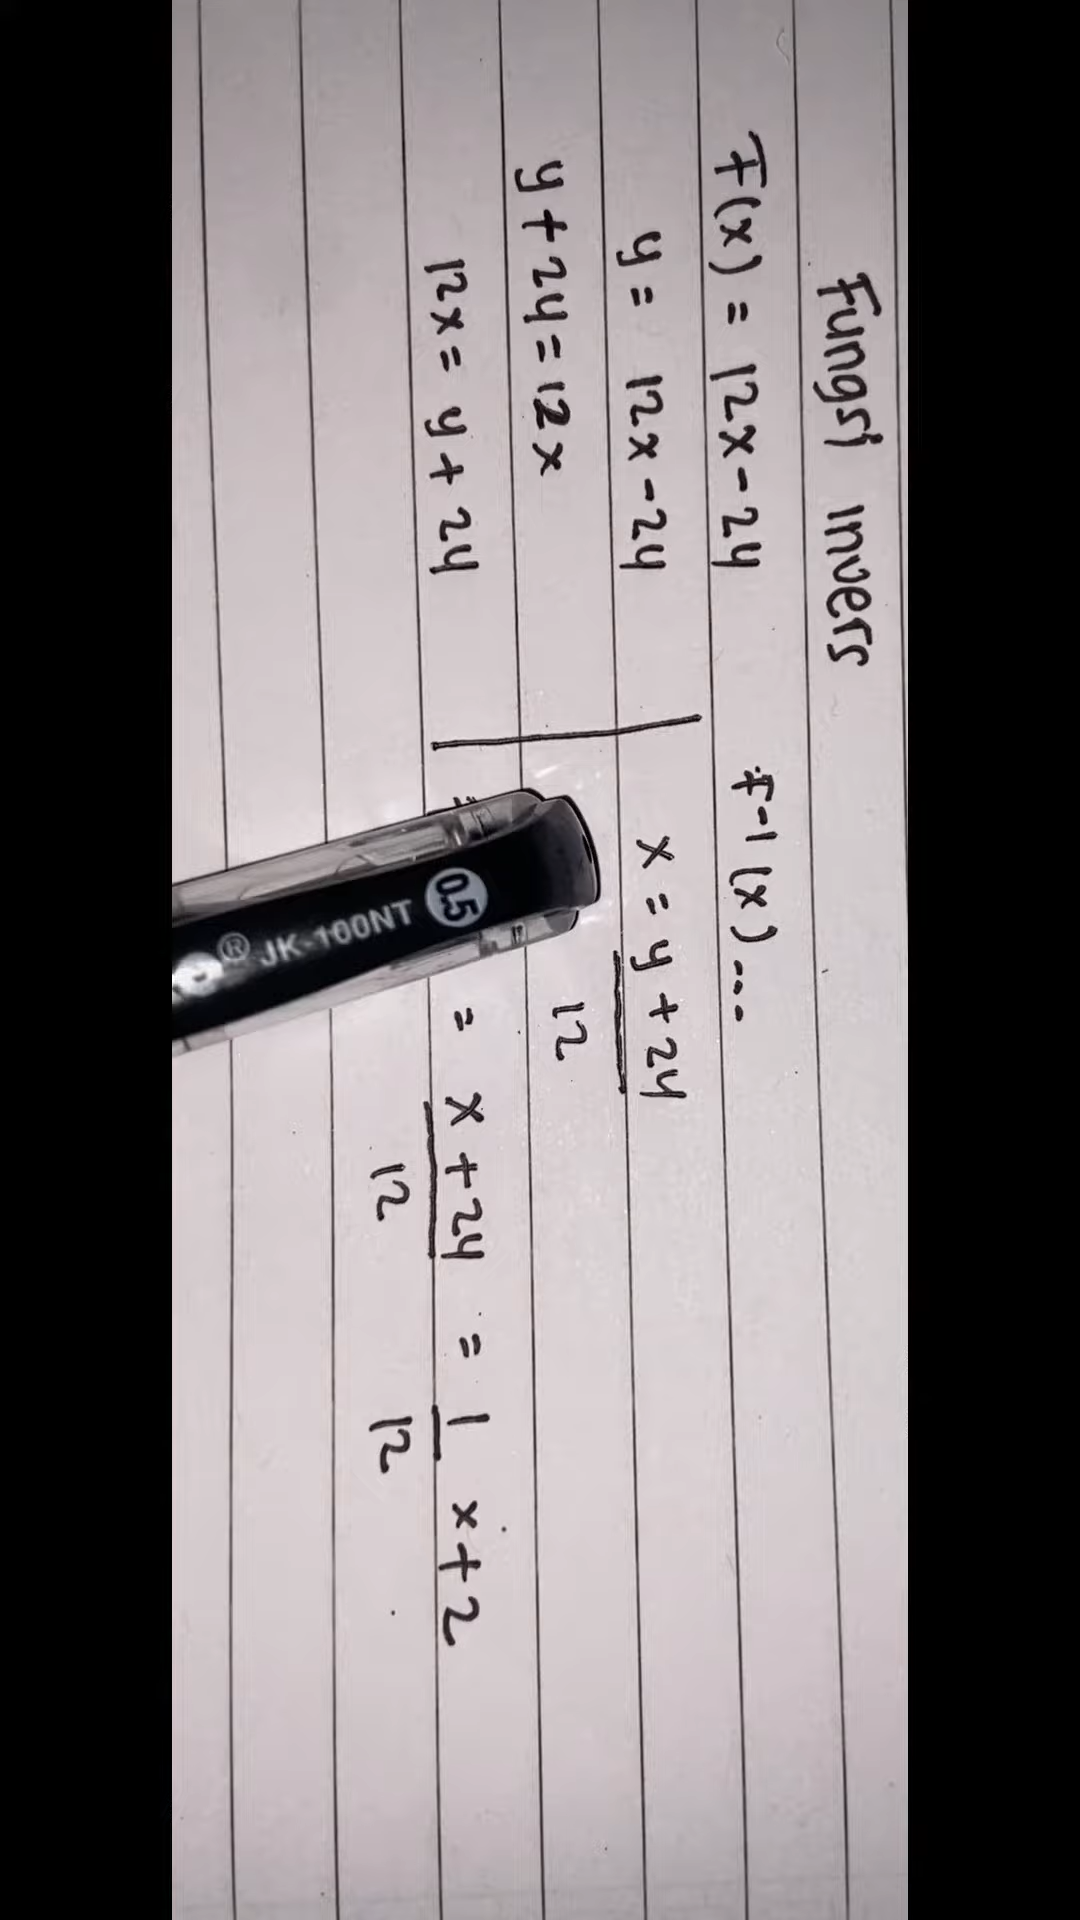 Fungsi invers
F(x) = 12x-24 F-1(x)...
y = 12x-24
y+24=12x
12x= y+24
x = y+24
12
= x+24 = 1 x+2
12 12
0.5
® JK-100NT